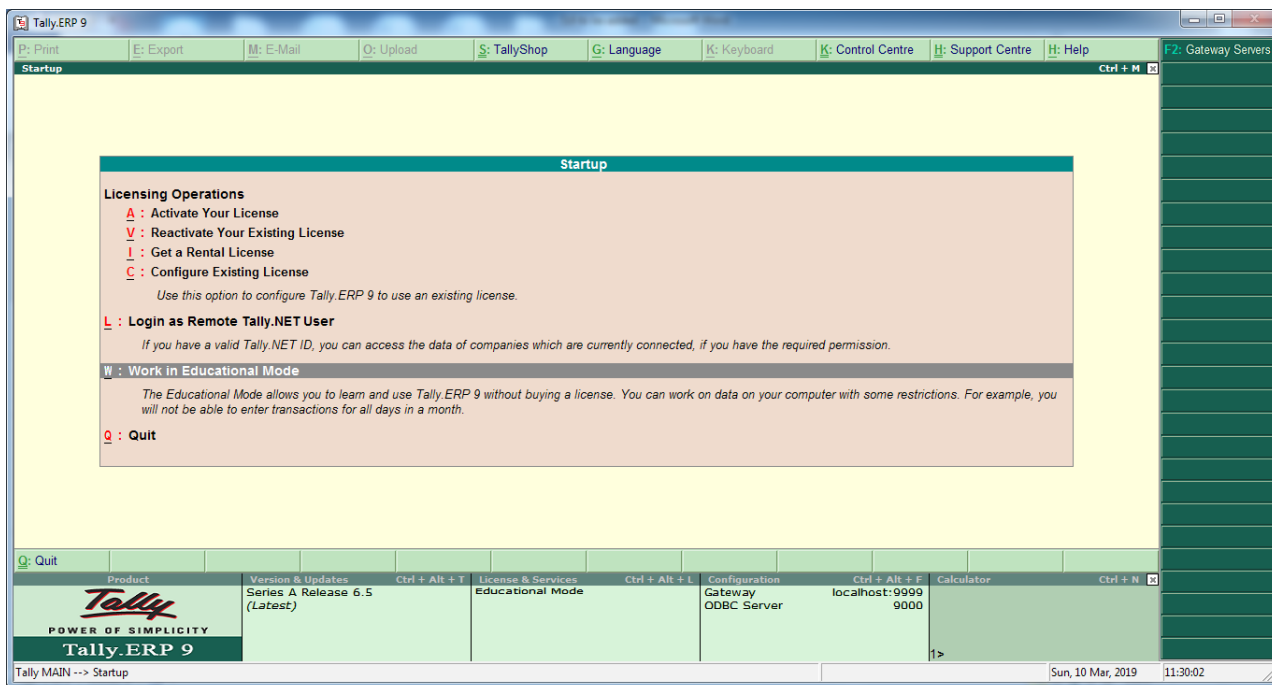 Tally.ERP 9
P: Print E: Export M: E-Mail O: Upload S: TallyShop G: Language K: Keyboard K: Control Centre H: Support Centre H: Help F2: Gateway Servers
Startup Ctrl + M
Startup
Licensing Operations
A : Activate Your License
V : Reactivate Your Existing License
I : Get a Rental License
C : Configure Existing License
Use this option to configure Tally.ERP 9 to use an existing license.
L : Login as Remote Tally.NET User
If you have a valid Tally.NET ID, you can access the data of companies which are currently connected, if you have the required permission.
W : Work in Educational Mode
The Educational Mode allows you to learn and use Tally.ERP 9 without buying a license. You can work on data on your computer with some restrictions. For example, you
will not be able to enter transactions for all days in a month.
Q : Quit
Q: Quit
Product Version & Updates Ctrl + Alt + T License & Services Ctrl + Alt + L Configuration Ctrl + Alt + F Calculator Ctrl + N
Tally
POWER OF SIMPLICITY
Tally.ERP 9
Series A Release 6.5
(Latest)
Educational Mode
Gateway localhost:9999
ODBC Server 9000
1>
Tally MAIN --> Startup Sun, 10 Mar, 2019 11:30:02